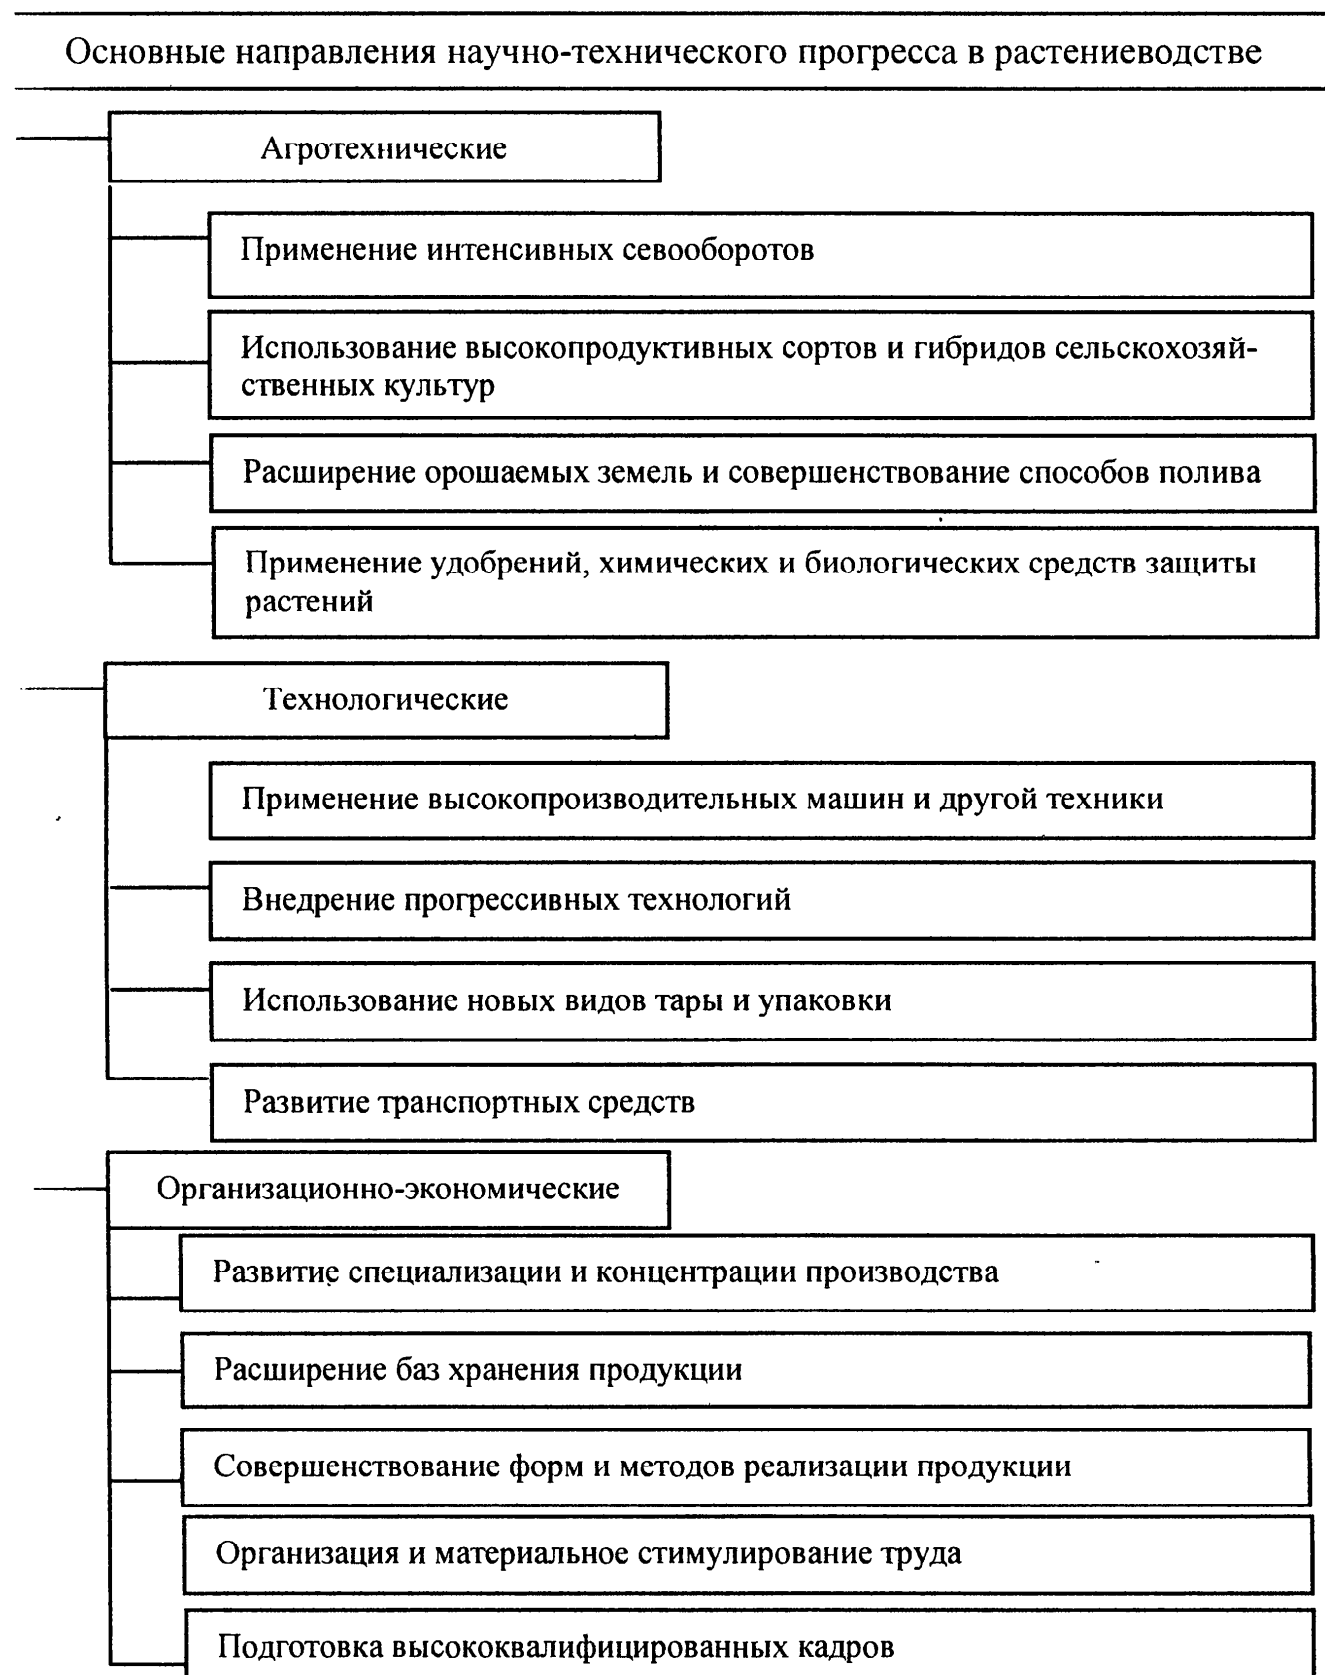 Основные направления научно-технического прогресса в растениеводстве
Агротехнические
Применение интенсивных севооборотов
Использование высокопродуктивных сортов и гибридов сельскохозяй-
ственных культур
Расширение орошаемых земель и совершенствование способов полива
Применение удобрений, химических и биологических средств защиты
растений
Технологические
Применение высокопроизводительных машин и другой техники
Внедрение прогрессивных технологий
Использование новых видов тары и упаковки
Развитие транспортных средств
Организационно-экономические
Развитие специализации и концентрации производства
Расширение баз хранения продукции
Совершенствование форм и методов реализации продукции
Организация и материальное стимулирование труда
Подготовка высококвалифицированных кадров